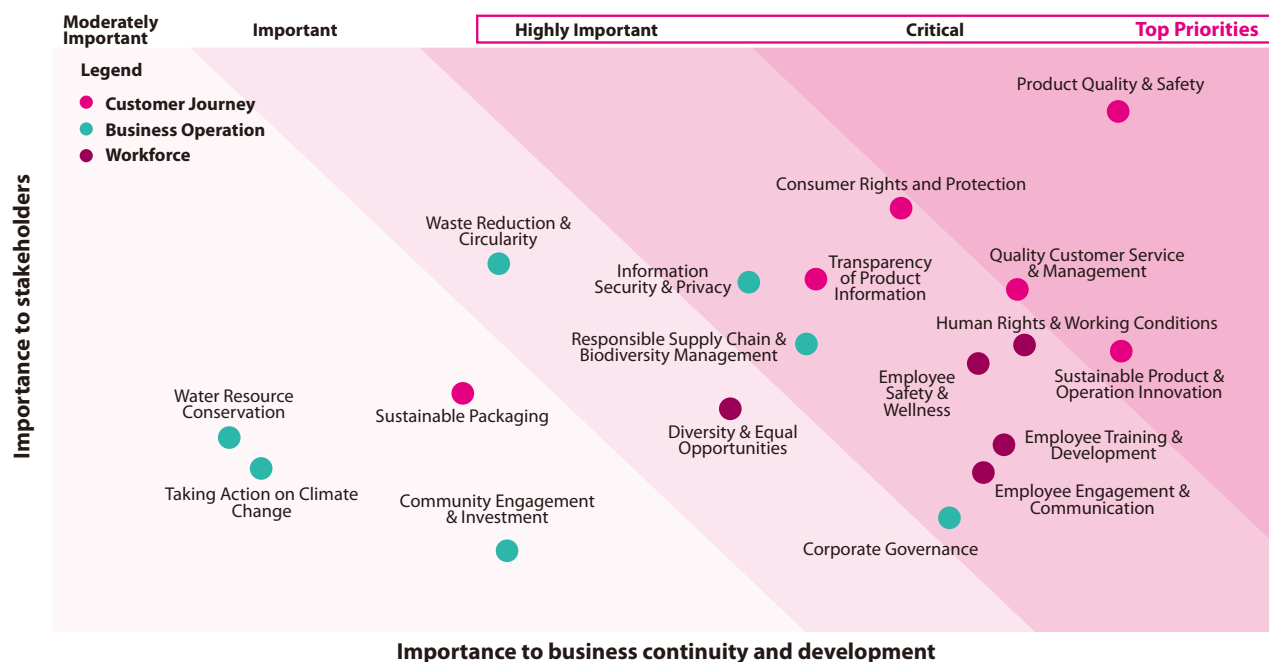 Moderately
Important
Important
Highly Important
Critical
Top Priorities
Legend
Customer Journey
Business Operation
Workforce
Importance to stakeholders
Product Quality & Safety
Consumer Rights and Protection
Waste Reduction &
Circularity
Information
Security & Privacy
Transparency
of Product
Information
Quality Customer Service
& Management
Responsible Supply Chain &
Biodiversity Management
Human Rights & Working Conditions
Employee
Safety &
Wellness
Sustainable Product &
Operation Innovation
Water Resource
Conservation
Sustainable Packaging
Diversity & Equal
Opportunities
Employee Training &
Development
Taking Action on Climate
Change
Community Engagement
& Investment
Employee Engagement &
Communication
Corporate Governance
Importance to business continuity and development